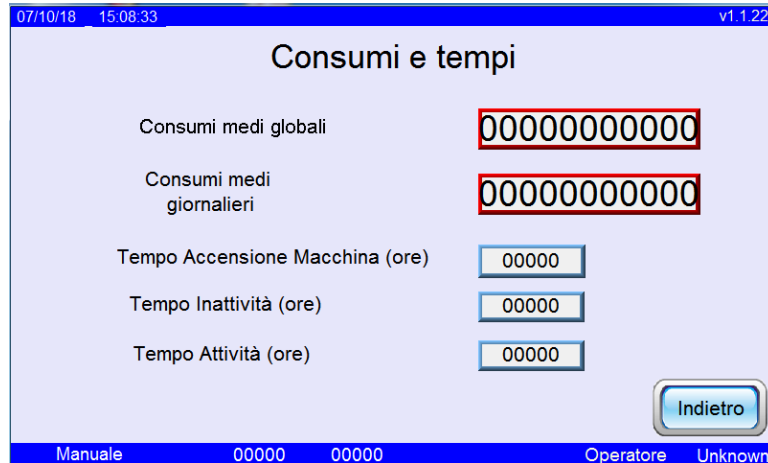 07/10/18 15:08:33 v1.1.22
Consumi e tempi
Consumi medi globali 00000000000
Consumi medi
giornalieri 00000000000
Tempo Accensione Macchina (ore) 00000
Tempo Inattività (ore) 00000
Tempo Attività (ore) 00000
Indietro
Manuale 00000 00000 Operatore Unknown